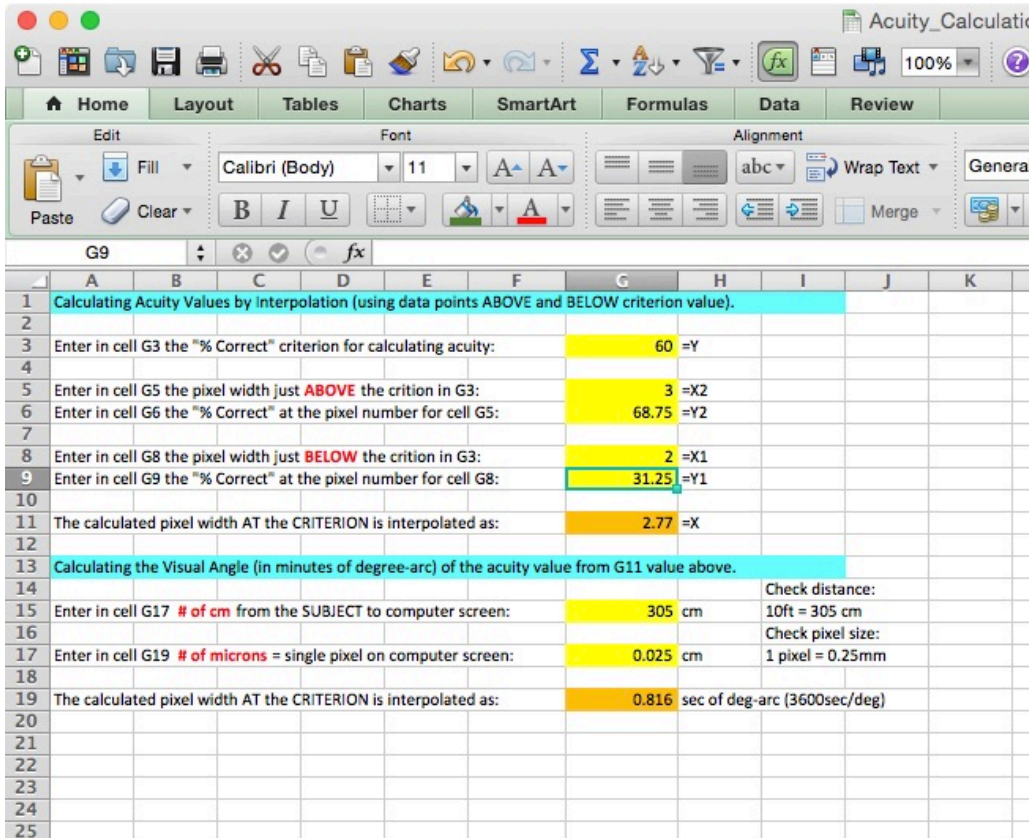 Acuity_Calculatio
100%
Home Layout Tables Charts SmartArt Formulas Data Review
Edit Font Alignment
Fill Calibri (Body) 11 A A abc Wrap Text Genera
Paste Clear B I U A Merge
G9 fx
A B C D E F G H I J K
1 Calculating Acuity Values by Interpolation (using data points ABOVE and BELOW criterion value).
2
3 Enter in cell G3 the "% Correct" criterion for calculating acuity: 60 =Y
4
5 Enter in cell G5 the pixel width just ABOVE the crition in G3: 3 =X2
6 Enter in cell G6 the "% Correct" at the pixel number for cell G5: 68.75 =Y2
7
8 Enter in cell G8 the pixel width just BELOW the crition in G3: 2 =X1
9 Enter in cell G9 the "% Correct" at the pixel number for cell G8: 31.25 =Y1
10
11 The calculated pixel width AT the CRITERION is interpolated as: 2.77 =X
12
13 Calculating the Visual Angle (in minutes of degree-arc) of the acuity value from G11 value above.
14 Check distance:
15 Enter in cell G17 # of cm from the SUBJECT to computer screen: 305 cm 10ft = 305 cm
16 Check pixel size:
17 Enter in cell G19 # of microns = single pixel on computer screen: 0.025 cm 1 pixel = 0.25mm
18
19 The calculated pixel width AT the CRITERION is interpolated as: 0.816 sec of deg-arc (3600sec/deg)
20
21
22
23
24
25